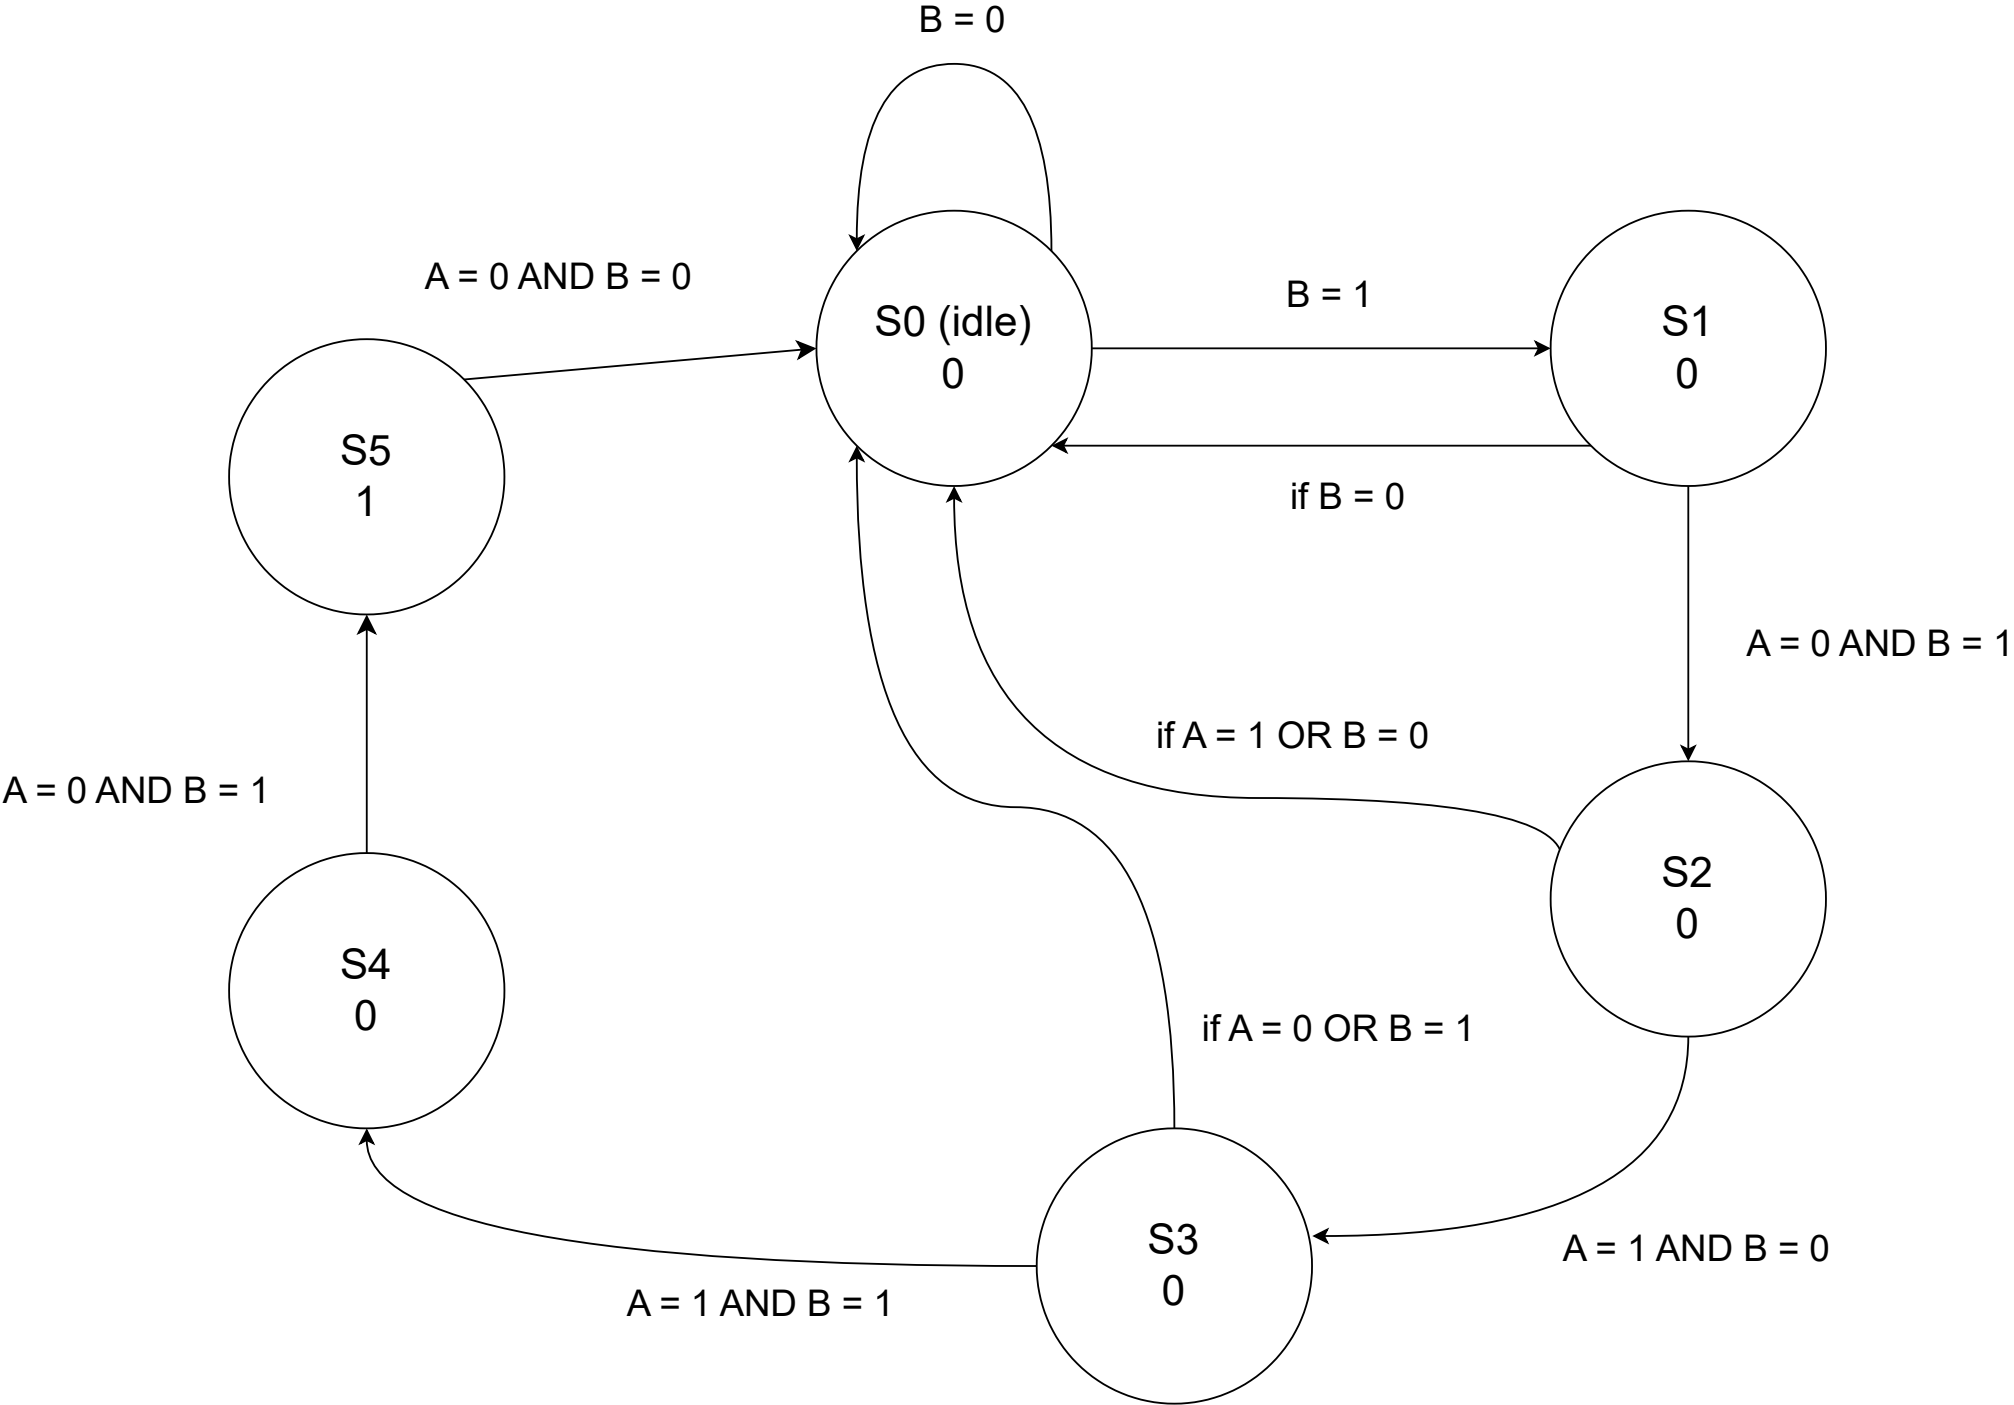 B = 0
A = 0 AND B = 0
S0 (idle)
0
B = 1
S1
0
S5
1
if B = 0
A = 0 AND B = 1
if A = 1 OR B = 0
A = 0 AND B = 1
S2
0
S4
0
if A = 0 OR B = 1
S3
0
A = 1 AND B = 0
A = 1 AND B = 1